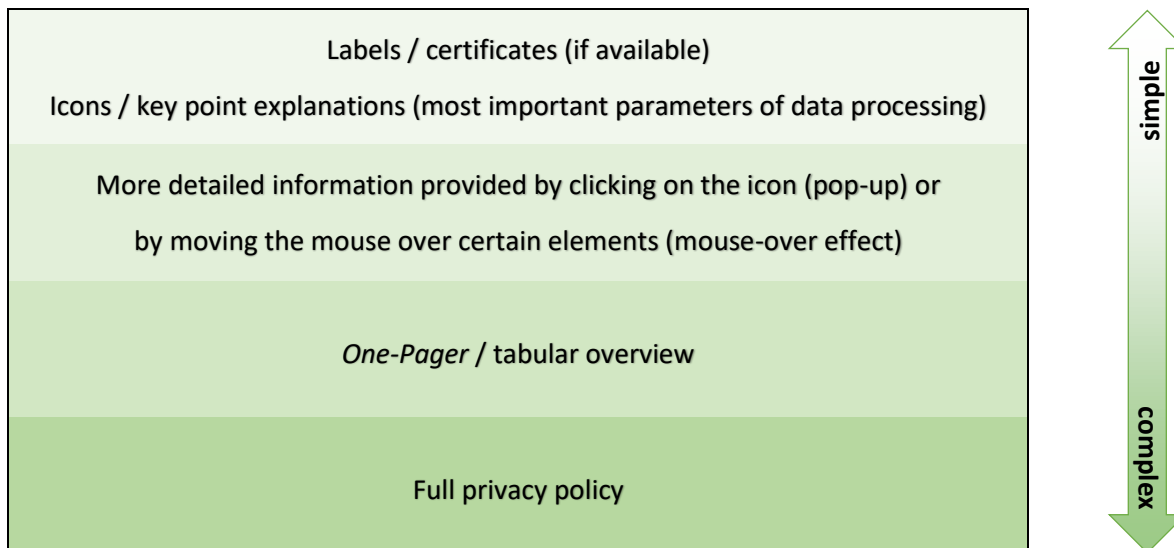 Labels / certificates (if available)
Icons / key point explanations (most important parameters of data processing)
More detailed information provided by clicking on the icon (pop-up) or
by moving the mouse over certain elements (mouse-over effect)
One-Pager / tabular overview
Full privacy policy
simple
complex